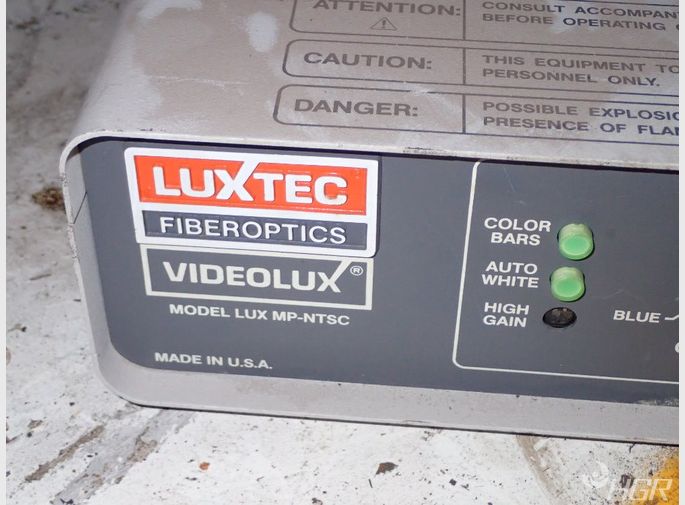 ATTENTION:
CONSULT ACCOMPAN
BEFORE OPERATING
CAUTION:
THIS EQUIPMENT TO
PERSONNEL ONLY.
DANGER:
POSSIBLE EXPLOSIO
PRESENCE OF FLAM
LUXTEC
FIBEROPTICS
VIDEOLUX®
MODEL LUX MP-NTSC
MADE IN U.S.A.
COLOR
BARS
AUTO
WHITE
HIGH
GAIN
BLUE
HGR